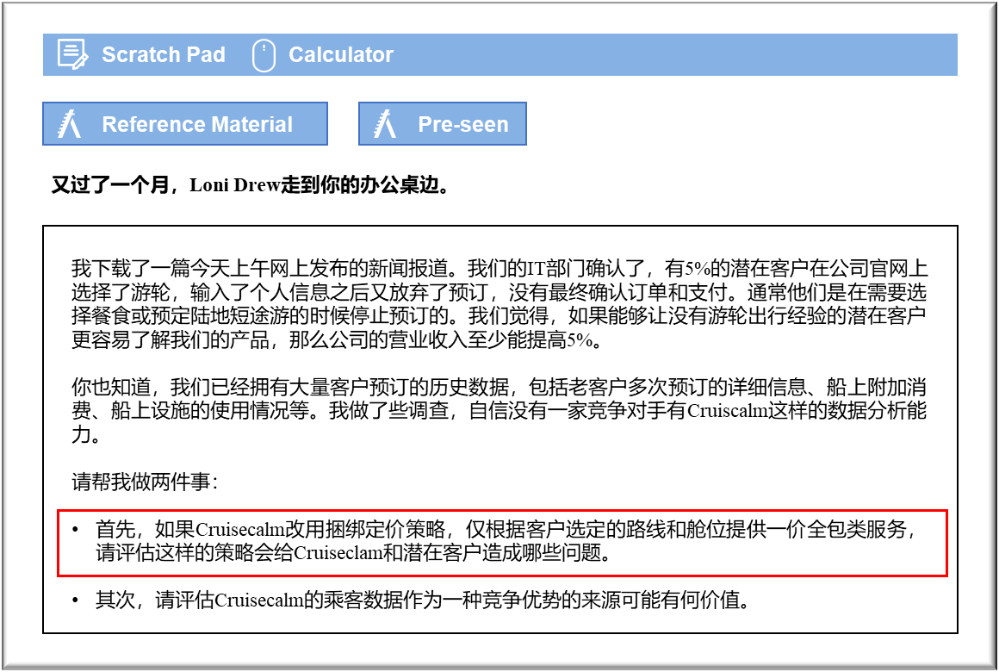 Scratch Pad Calculator
Reference Material Pre-seen
又过了一个月，Loni Drew走到你的办公桌边。
我下载了一篇今天上午网上发布的新闻报道。我们的IT部门确认了，有5%的潜在客户在公司官网上
选择了游轮，输入了个人信息之后又放弃了预订，没有最终确认订单和支付。通常他们是在需要选
择餐食或预定陆地短途游的时候停止预订的。我们觉得，如果能够让没有游轮出行经验的潜在客户
更容易了解我们的产品，那么公司的营业收入至少能提高5%。
你也知道，我们已经拥有大量客户预订的历史数据，包括老客户多次预订的详细信息、船上附加消
费、船上设施的使用情况等。我做了些调查，自信没有一家竞争对手有Cruiscalm这样的数据分析能
力。
请帮我做两件事：
• 首先，如果Cruisecalm改用捆绑定价策略，仅根据客户选定的路线和舱位提供一价全包类服务，
请评估这样的策略会给Cruiseclam和潜在客户造成哪些问题。
• 其次，请评估Cruisecalm的乘客数据作为一种竞争优势的来源可能有何价值。